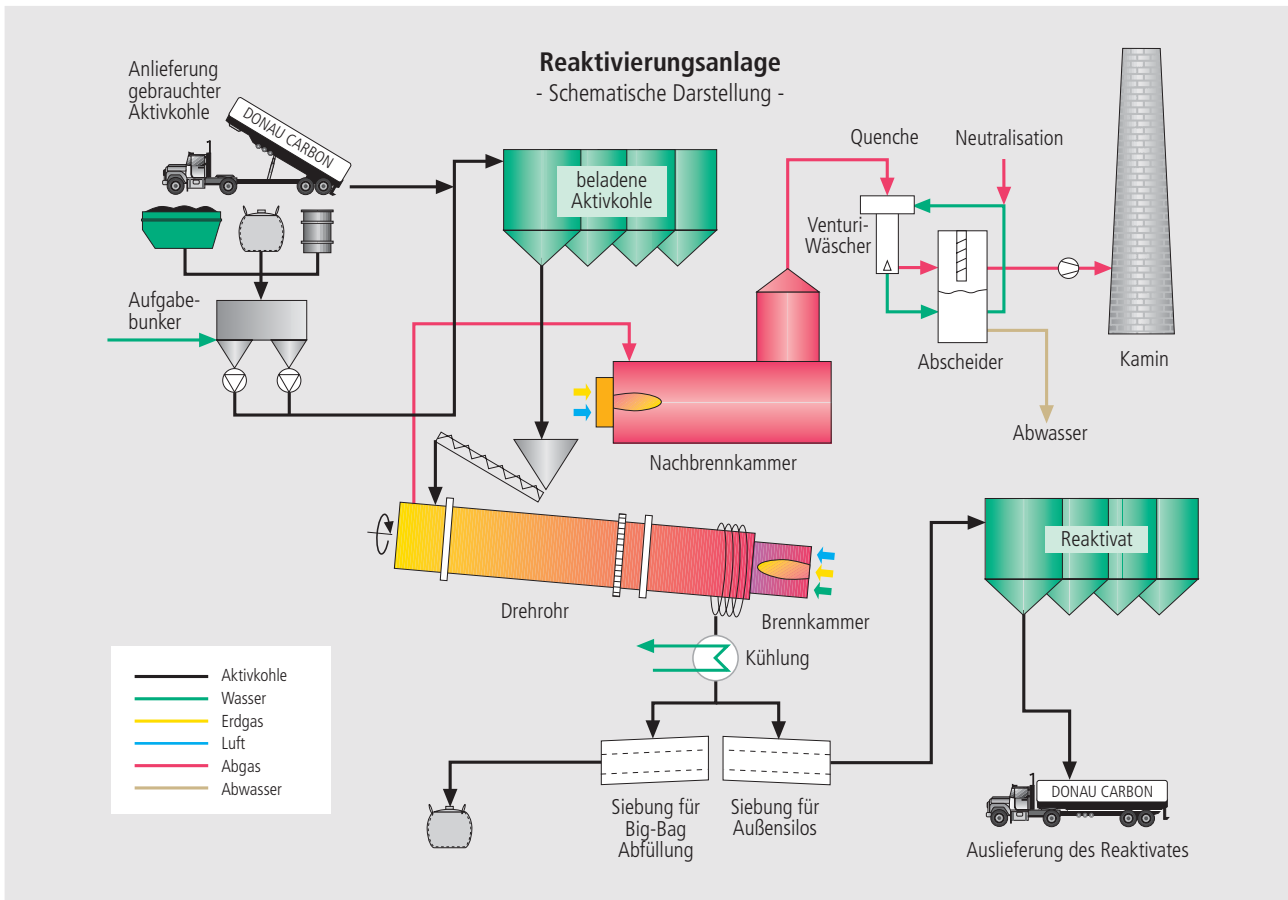 Reaktivierungsanlage
- Schematische Darstellung -
Anlieferung
gebrauchter
Aktivkohle
DONAU CARBON
beladene
Aktivkohle
Quenche
Neutralisation
Venturi-
Wäscher
Aufgabe-
bunker
Abscheider
Kamin
Abwasser
Nachbrennkammer
Drehrohr
Brennkammer
Reaktivat
Kühlung
Aktivkohle
Wasser
Erdgas
Luft
Abgas
Abwasser
Siebung für
Big-Bag
Abfüllung
Siebung für
Außensilos
DONAU CARBON
Auslieferung des Reaktivates